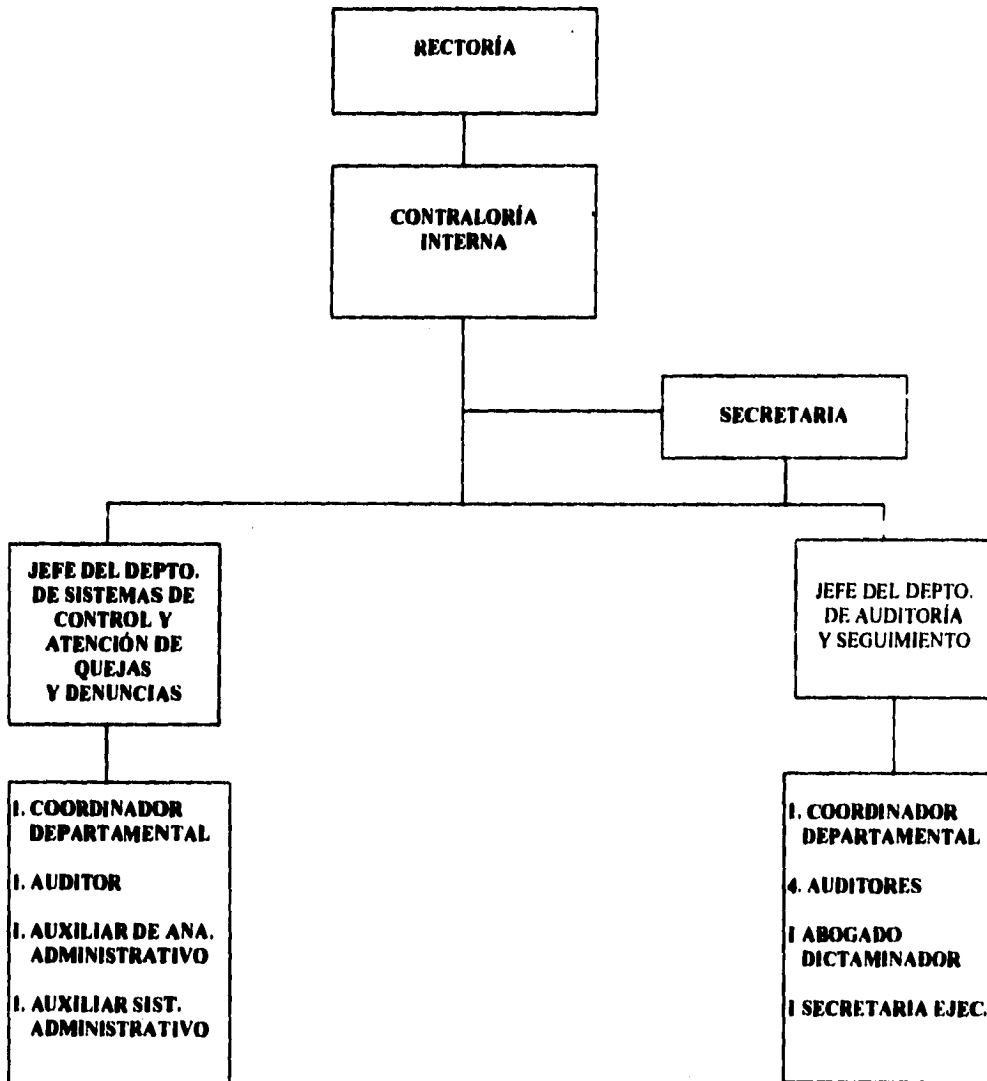 RECTORÍA
CONTRALORÍA
INTERNA
SECRETARIA
JEFE DEL DEPTO.
DE SISTEMAS DE
CONTROL Y
ATENCIÓN DE
QUEJAS
Y DENUNCIAS
JEFE DEL DEPTO.
DE AUDITORÍA
Y SEGUIMIENTO
1. COORDINADOR
DEPARTAMENTAL
1. AUDITOR
1. AUXILIAR DE ANA.
ADMINISTRATIVO
1. AUXILIAR SIST.
ADMINISTRATIVO
1. COORDINADOR
DEPARTAMENTAL
4. AUDITORES
1 ABOGADO
DICTAMINADOR
1 SECRETARIA EJEC.